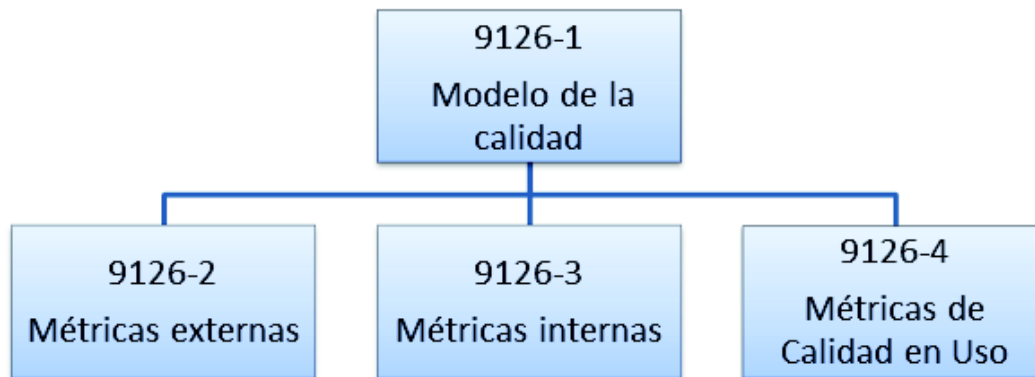 9126-1
Modelo de la
calidad
9126-2
Métricas externas
9126-3
Métricas internas
9126-4
Métricas de
Calidad en Uso